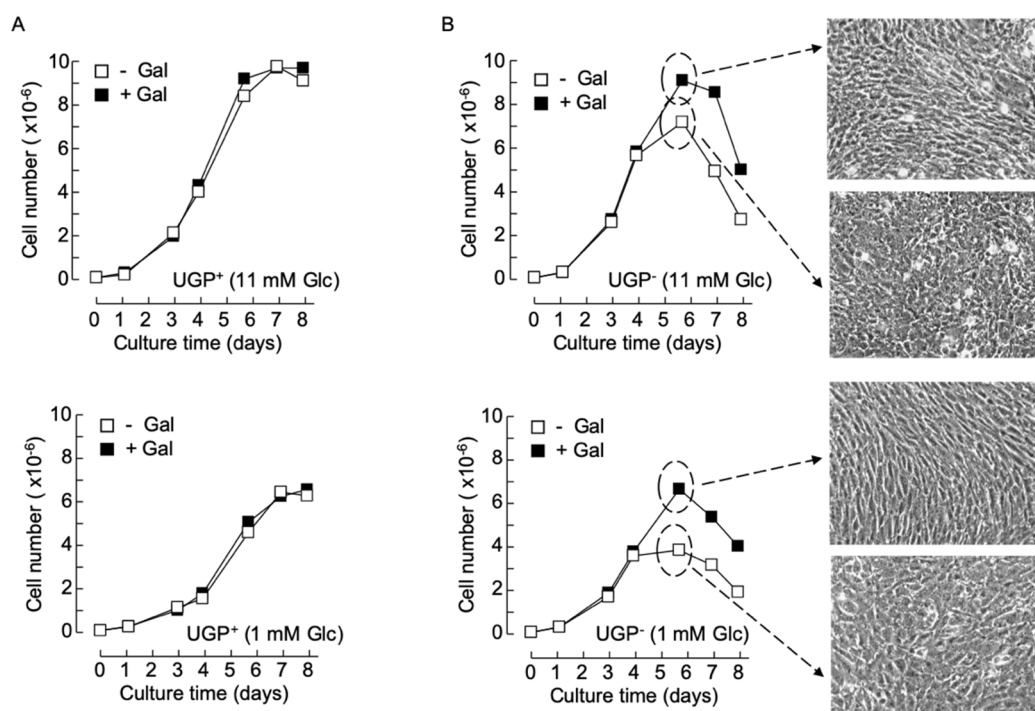 A
Cell number ( x10⁻⁶)
10
8
6
4
2
0
- Gal
+ Gal
UGP⁺ (11 mM Glc)
0 1 2 3 4 5 6 7 8
Culture time (days)
B
Cell number ( x10⁻⁶)
10
8
6
4
2
0
- Gal
+ Gal
UGP⁻ (11 mM Glc)
0 1 2 3 4 5 6 7 8
Culture time (days)
Cell number ( x10⁻⁶)
10
8
6
4
2
0
- Gal
+ Gal
UGP⁺ (1 mM Glc)
0 1 2 3 4 5 6 7 8
Culture time (days)
Cell number ( x10⁻⁶)
10
8
6
4
2
0
- Gal
+ Gal
UGP⁻ (1 mM Glc)
0 1 2 3 4 5 6 7 8
Culture time (days)